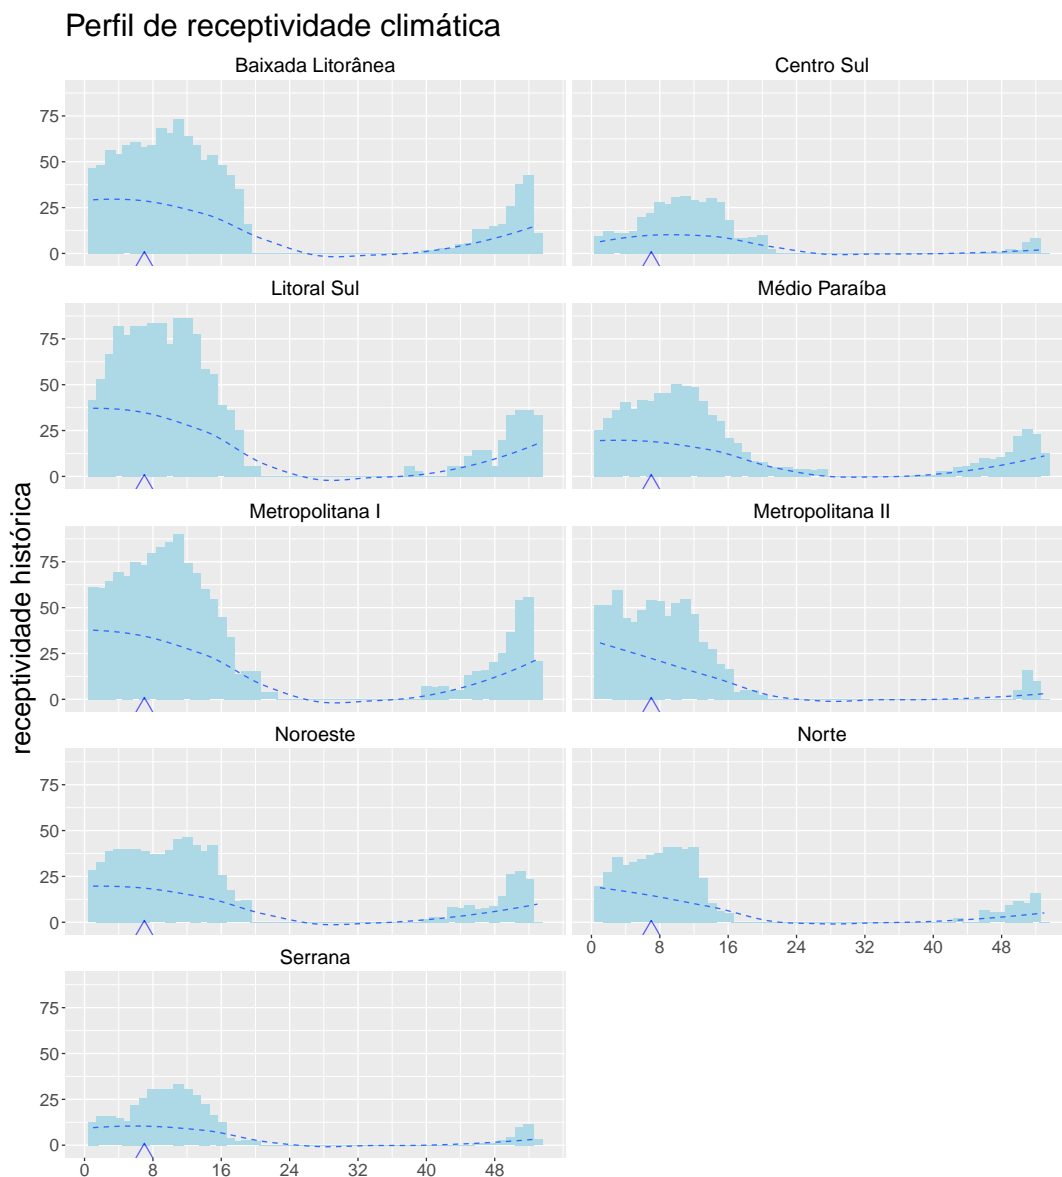 Perfil de receptividade climática
Baixada Litorânea
Centro Sul
75
50
25
0
Litoral Sul
Médio Paraíba
75
50
25
0
receptividade histórica
Metropolitana I
Metropolitana II
75
50
25
0
Noroeste
Norte
75
50
25
0
0 8 16 24 32 40 48
Serrana
75
50
25
0
0 8 16 24 32 40 48